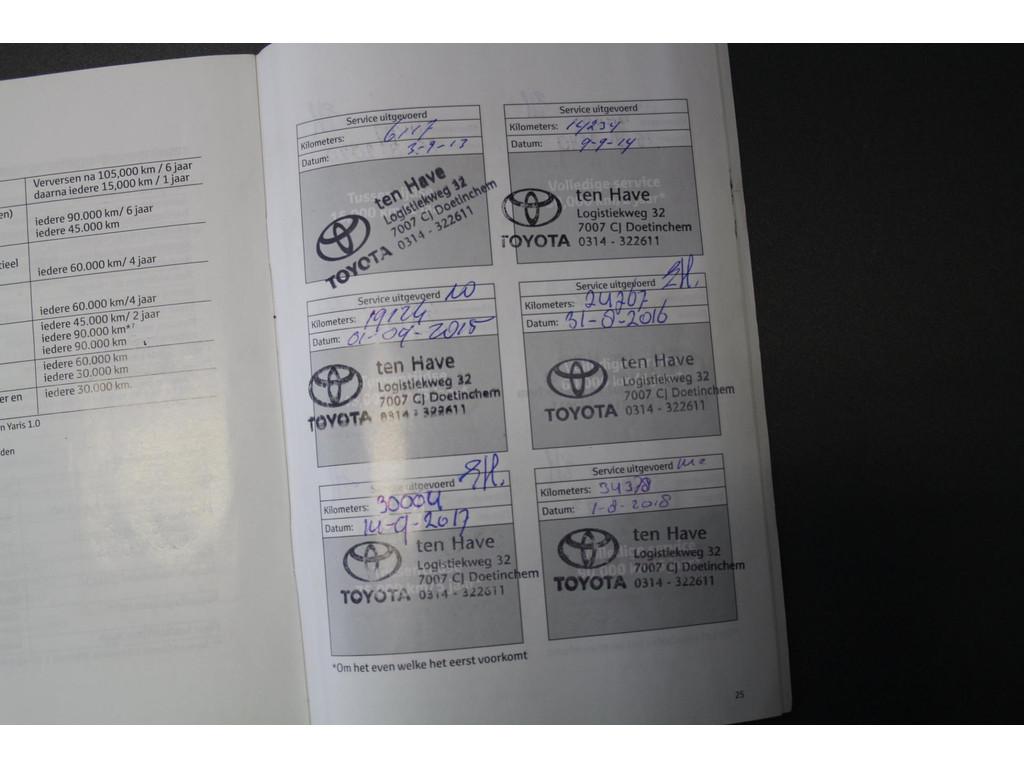 en)
tieel
er en
n Yaris 1.0
den
Verversen na 105,000 km / 6 jaar
daarna iedere 15,000 km / 1 jaar
iedere 90.000 km/ 6 jaar
iedere 45.000 km
iedere 60.000 km/ 4 jaar
iedere 60.000 km/4 jaar
iedere 45.000 km/ 2 jaar
iedere 90.000 km*⁷
iedere 90.000 km
iedere 60.000 km
iedere 30.000 km
iedere 30.000 km.
Service uitgevoerd
Kilometers: 6117
Datum: 3-9-13
ten Have
Logistiekweg 32
7007 CJ Doetinchem
TOYOTA 0314 - 322611
Service uitgevoerd
Kilometers: 14234
Datum: 9-9-14
Volledige service
ten Have
Logistiekweg 32
7007 CJ Doetinchem
TOYOTA 0314 - 322611
Service uitgevoerd
Kilometers: 19124
Datum: 01-09-2015
ten Have
Logistiekweg 32
7007 CJ Doetinchem
TOYOTA 0314 - 322611
Service uitgevoerd
Kilometers: 24707
Datum: 31-8-2016
ten Have
Logistiekweg 32
7007 CJ Doetinchem
TOYOTA 0314 - 322611
Service uitgevoerd
Kilometers: 30004
Datum: 14-9-2017
ten Have
Logistiekweg 32
7007 CJ Doetinchem
TOYOTA 0314 - 322611
Service uitgevoerd
Kilometers: 34378
Datum: 1-8-2018
ten Have
Logistiekweg 32
7007 CJ Doetinchem
TOYOTA 0314 - 322611
*Om het even welke het eerst voorkomt
25